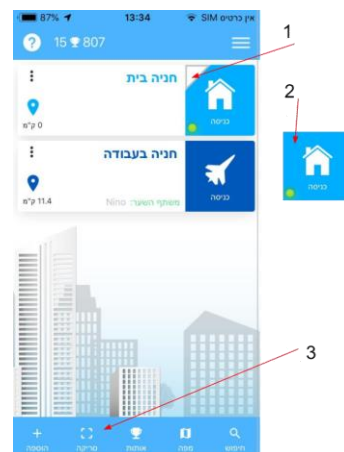 אין כרטיס SIM 13:34 87%
15 807 ?
1
חניה בית
כניסה
0 ק"מ
2
כניסה
חניה בעבודה
כניסה
משתף השער: Nino
11.4 ק"מ
3
חיפוש מפה אותות סריקה הוספה